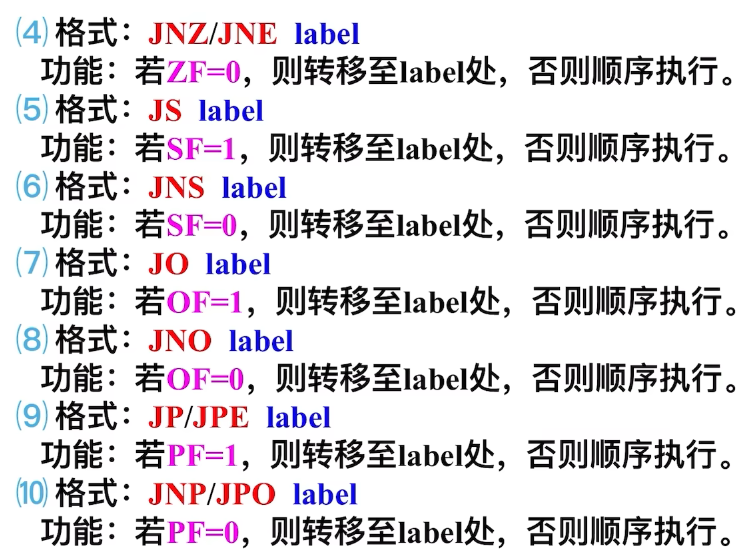 (4) 格式：JNZ/JNE label
功能：若ZF=0，则转移至label处，否则顺序执行。
(5) 格式：JS label
功能：若SF=1，则转移至label处，否则顺序执行。
(6) 格式：JNS label
功能：若SF=0，则转移至label处，否则顺序执行。
(7) 格式：JO label
功能：若OF=1，则转移至label处，否则顺序执行。
(8) 格式：JNO label
功能：若OF=0，则转移至label处，否则顺序执行。
(9) 格式：JP/JPE label
功能：若PF=1，则转移至label处，否则顺序执行。
(10) 格式：JNP/JPO label
功能：若PF=0，则转移至label处，否则顺序执行。